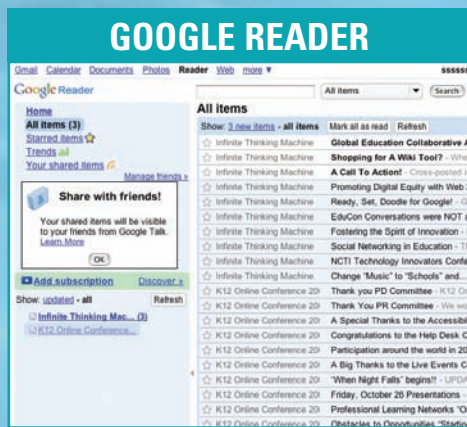 GOOGLE READER
Gmail Calendar Documents Photos Reader Web more ▼
Google Reader
All items
Search
Home
All items (3)
Starred items
Trends
Your shared items
Manage friends »
Share with friends!
Your shared items will be visible
to your friends from Google Talk.
Learn More
OK
Add subscription Discover »
Show: updated - all Refresh
Infinite Thinking Mac... (3)
K12 Online Conference...
All items
Show: 3 new items - all items Mark all as read Refresh
Infinite Thinking Machine Global Education Collaborative
Infinite Thinking Machine Shopping for A Wiki Tool? -
Infinite Thinking Machine A Call To Action! - Cross-posted
Infinite Thinking Machine Promoting Digital Equity with Web
Infinite Thinking Machine Ready, Set, Doodle for Google! -
Infinite Thinking Machine EduCon Conversations were NOT
Infinite Thinking Machine Fostering the Spirit of Innovation -
Infinite Thinking Machine Social Networking in Education -
Infinite Thinking Machine NCTI Technology Innovators
Infinite Thinking Machine Change "Music" to "Schools" and...
K12 Online Conference 20 Thank you PD Committee - K12
K12 Online Conference 20 Thank You PR Committee - We
K12 Online Conference 20 A Special Thanks to the
K12 Online Conference 20 Congratulations to the Help Desk
K12 Online Conference 20 Participation around the world in
K12 Online Conference 20 A Big Thanks to the Live Events
K12 Online Conference 20 "When Night Falls" begins!! -
K12 Online Conference 20 Friday, October 26 Presentations -
K12 Online Conference 20 Professional Learning Networks
K12 Online Conference 20 Obstacles to Opportunities